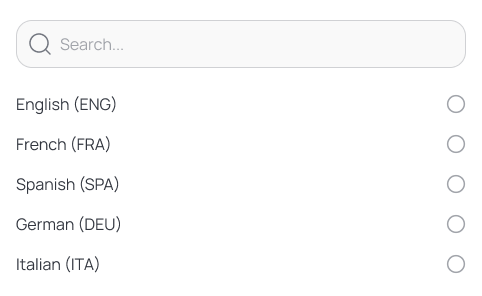 Search...
English (ENG)
French (FRA)
Spanish (SPA)
German (DEU)
Italian (ITA)